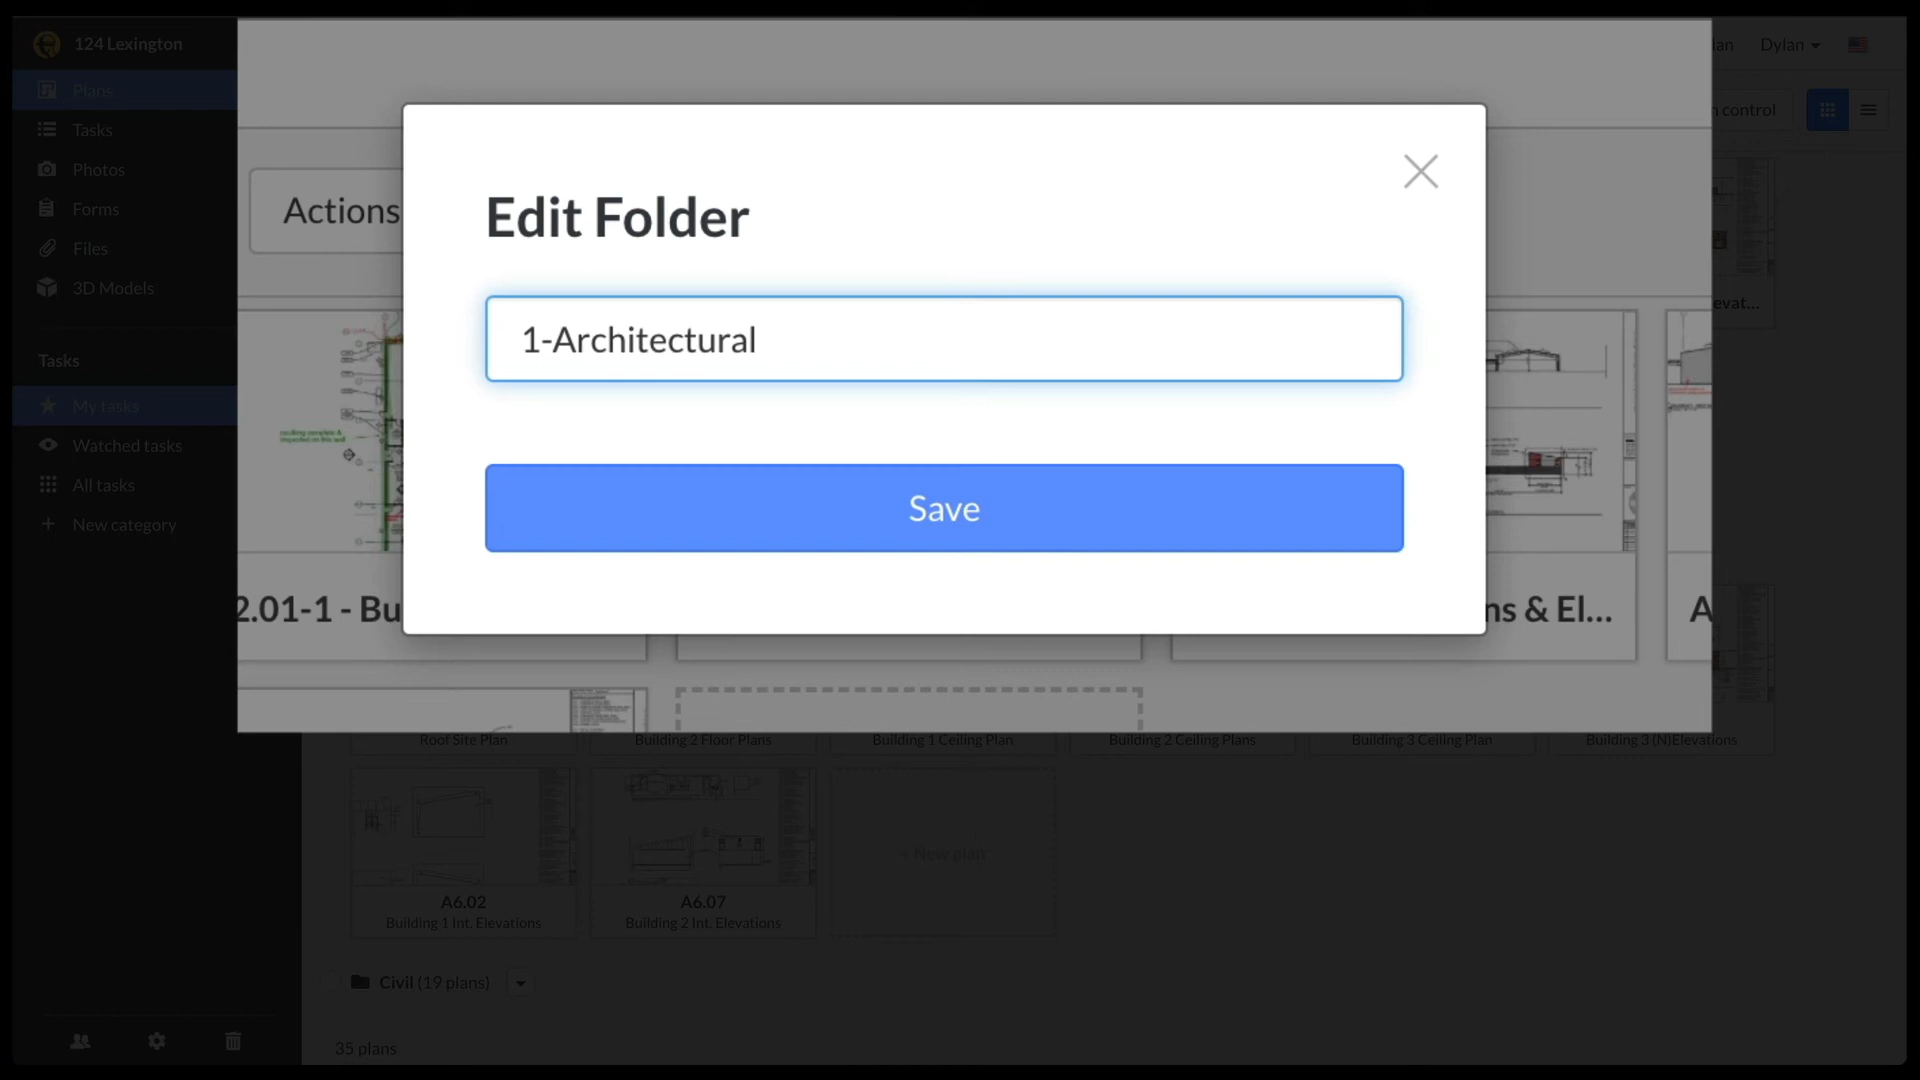 124 Lexington
lan
Dylan
Plans
Tasks
Photos
Forms
Files
3D Models
Tasks
My tasks
Watched tasks
All tasks
New category
control
Actions
Edit Folder
1-Architectural
Save
evat...
2.01-1 - Bu
ns & El...
A
Roof Site Plan
Building 2 Floor Plans
Building 1 Ceiling Plan
Building 2 Ceiling Plans
Building 3 Ceiling Plan
Building 3 (N)Elevations
+ New plan
A6.02
Building 1 Int. Elevations
A6.07
Building 2 Int. Elevations
Civil (19 plans)
35 plans